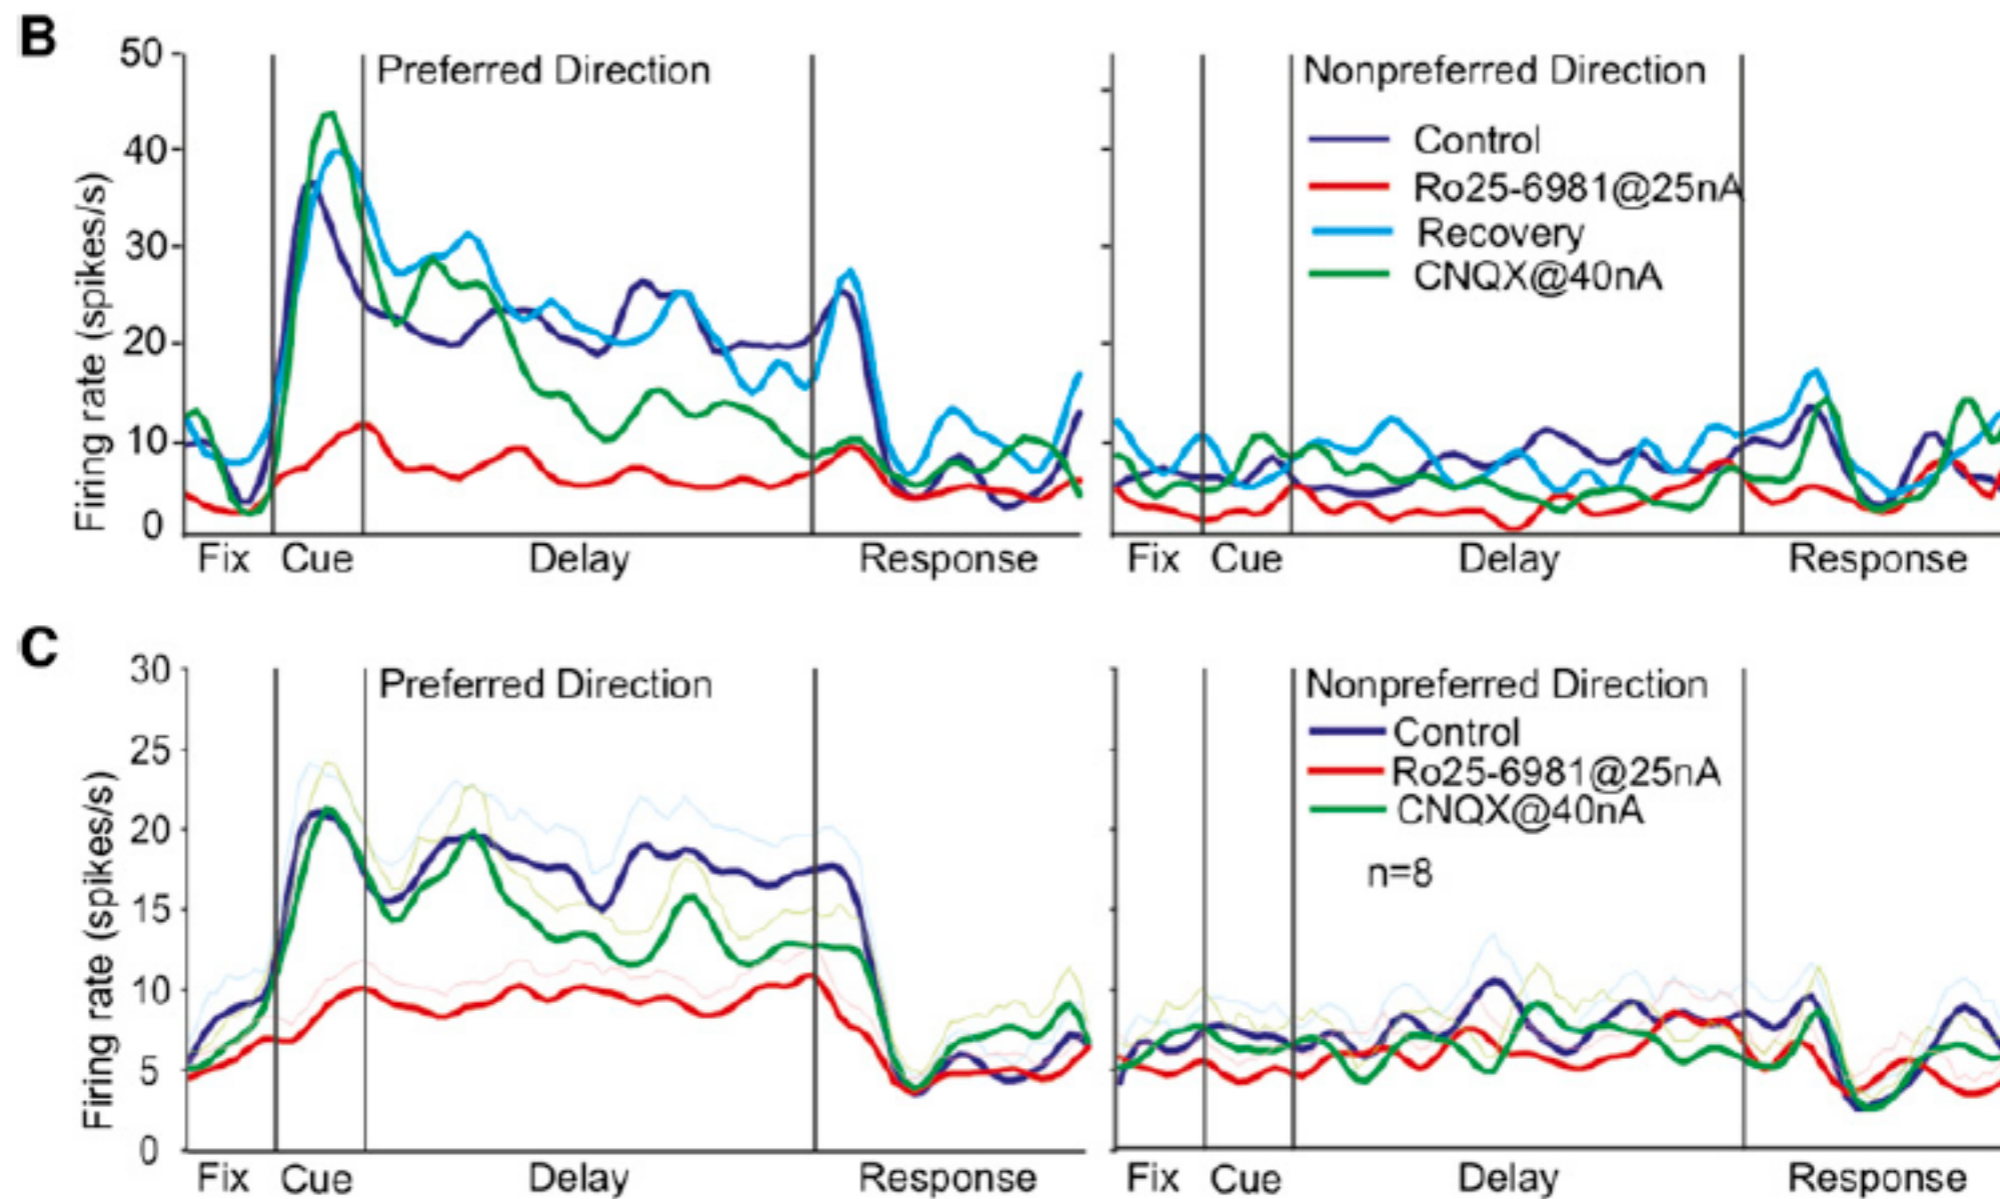 B
50
40
30
20
10
0
Firing rate (spikes/s)
Preferred Direction
Fix Cue Delay Response
Nonpreferred Direction
Control
Ro25-6981@25nA
Recovery
CNQX@40nA
Fix Cue Delay Response
C
30
25
20
15
10
5
0
Firing rate (spikes/s)
Preferred Direction
Fix Cue Delay Response
Nonpreferred Direction
Control
Ro25-6981@25nA
CNQX@40nA
n=8
Fix Cue Delay Response